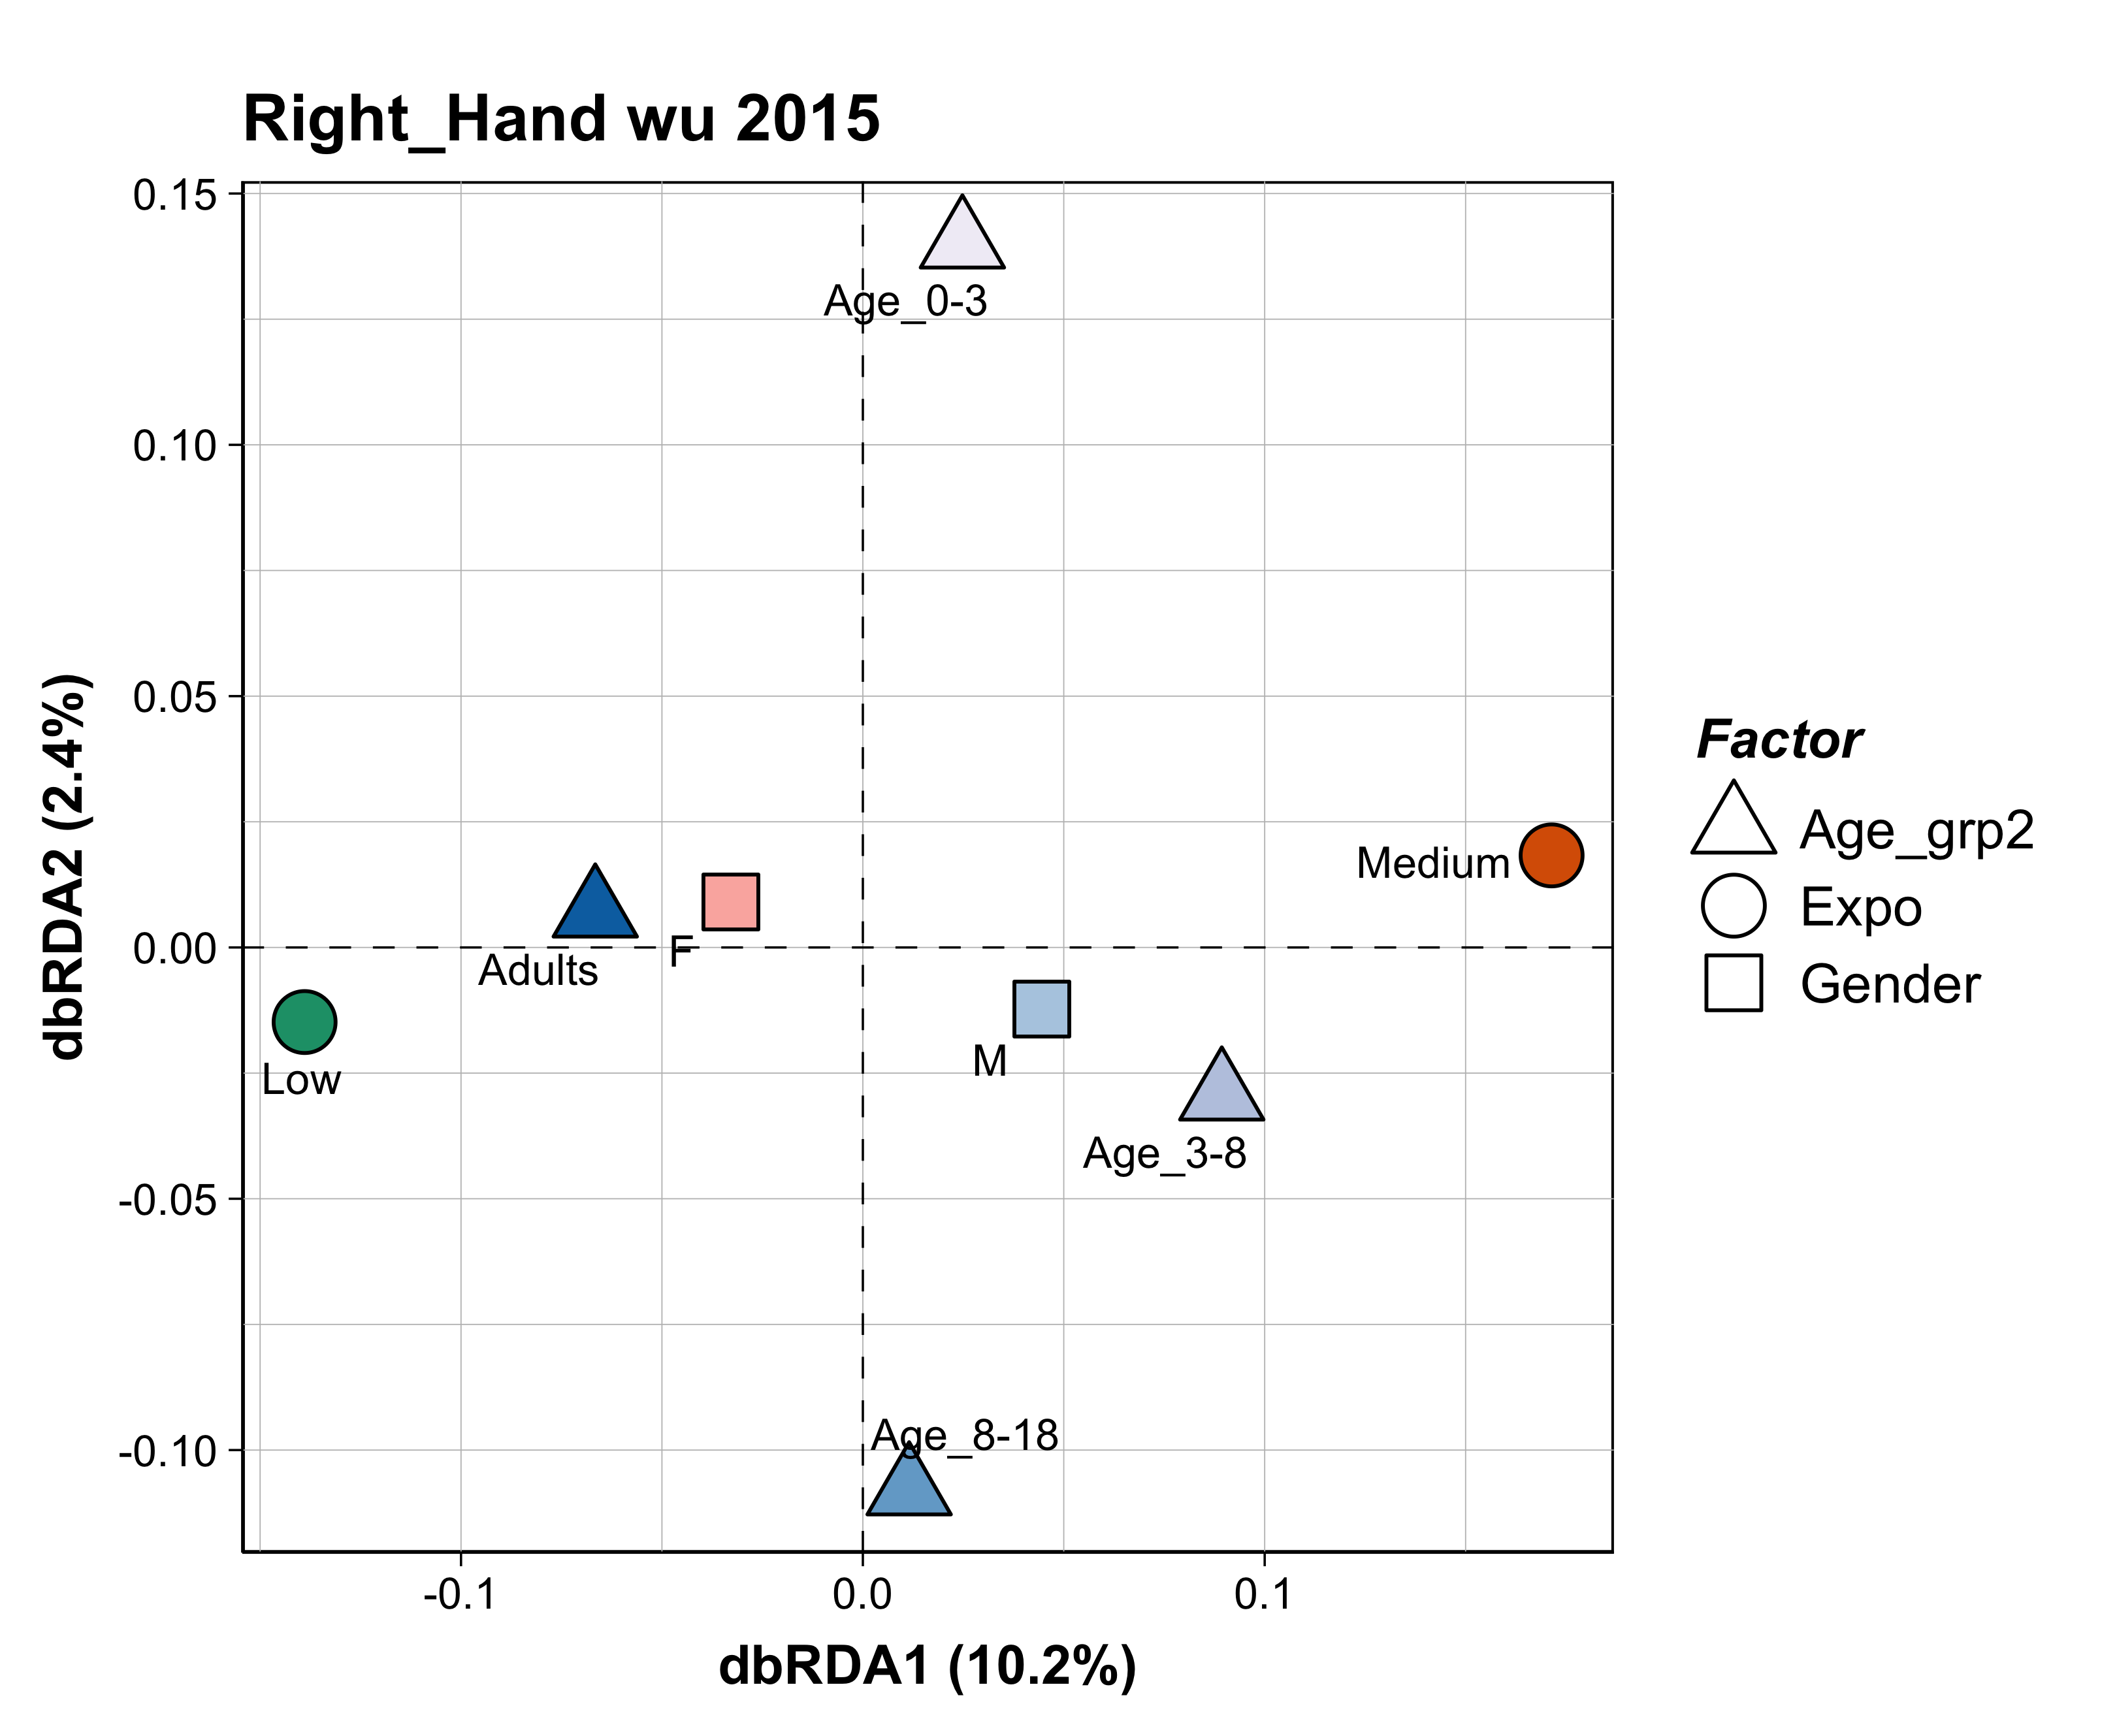 Right_Hand wu 2015
0.15
0.10
0.05
0.00
-0.05
-0.10
dbRDA2 (2.4%)
Age_0-3
Medium
Adults
F
Low
M
Age_3-8
Age_8-18
-0.1
0.0
0.1
dbRDA1 (10.2%)
Factor
Age_grp2
Expo
Gender